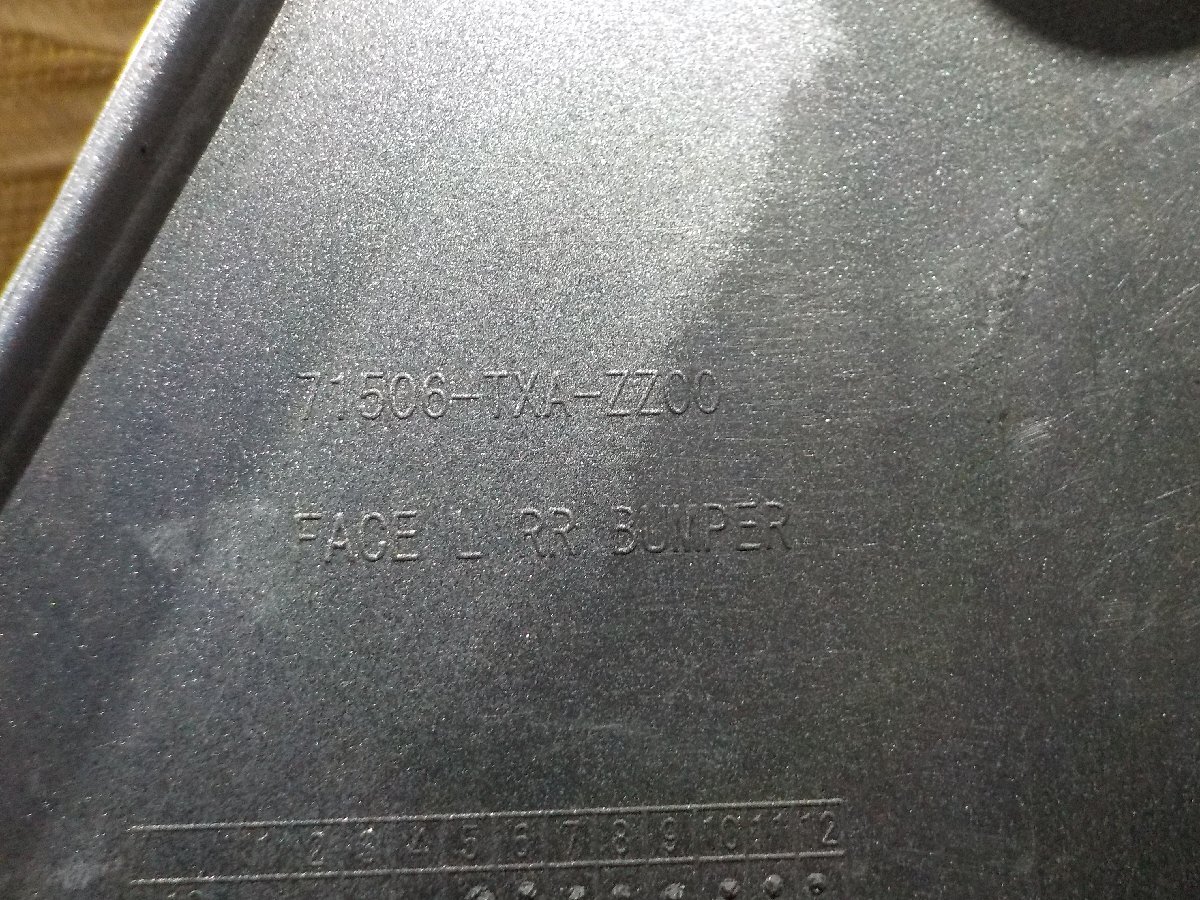 71506-TXA-ZZ00
FACE L RR BUMPER
1 2 3 4 5 6 7 8 9 10 11 12